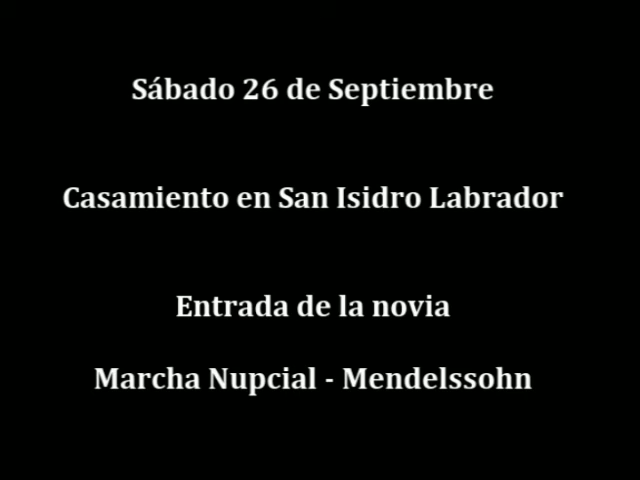 Sábado 26 de Septiembre
Casamiento en San Isidro Labrador
Entrada de la novia
Marcha Nupcial - Mendelssohn